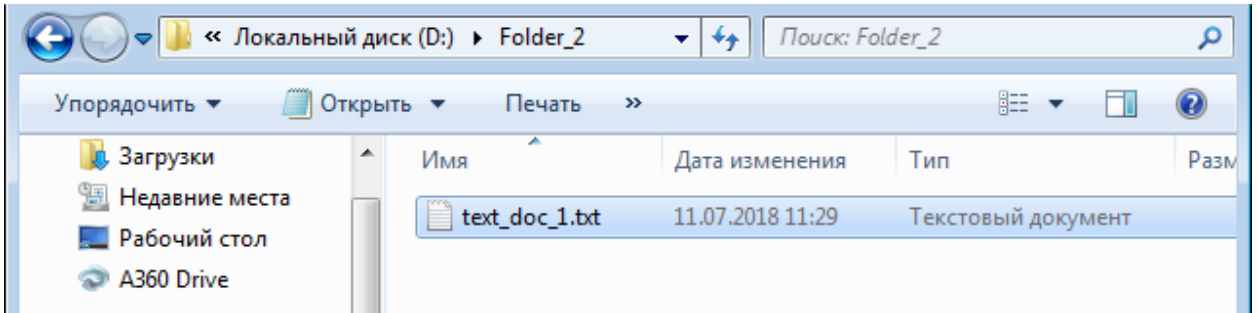 « Локальный диск (D:) ▸ Folder_2 Поиск: Folder_2
Упорядочить ▾ Открыть ▾ Печать »
Загрузки
Недавние места
Рабочий стол
A360 Drive
Имя Дата изменения Тип Разм
text_doc_1.txt 11.07.2018 11:29 Текстовый документ